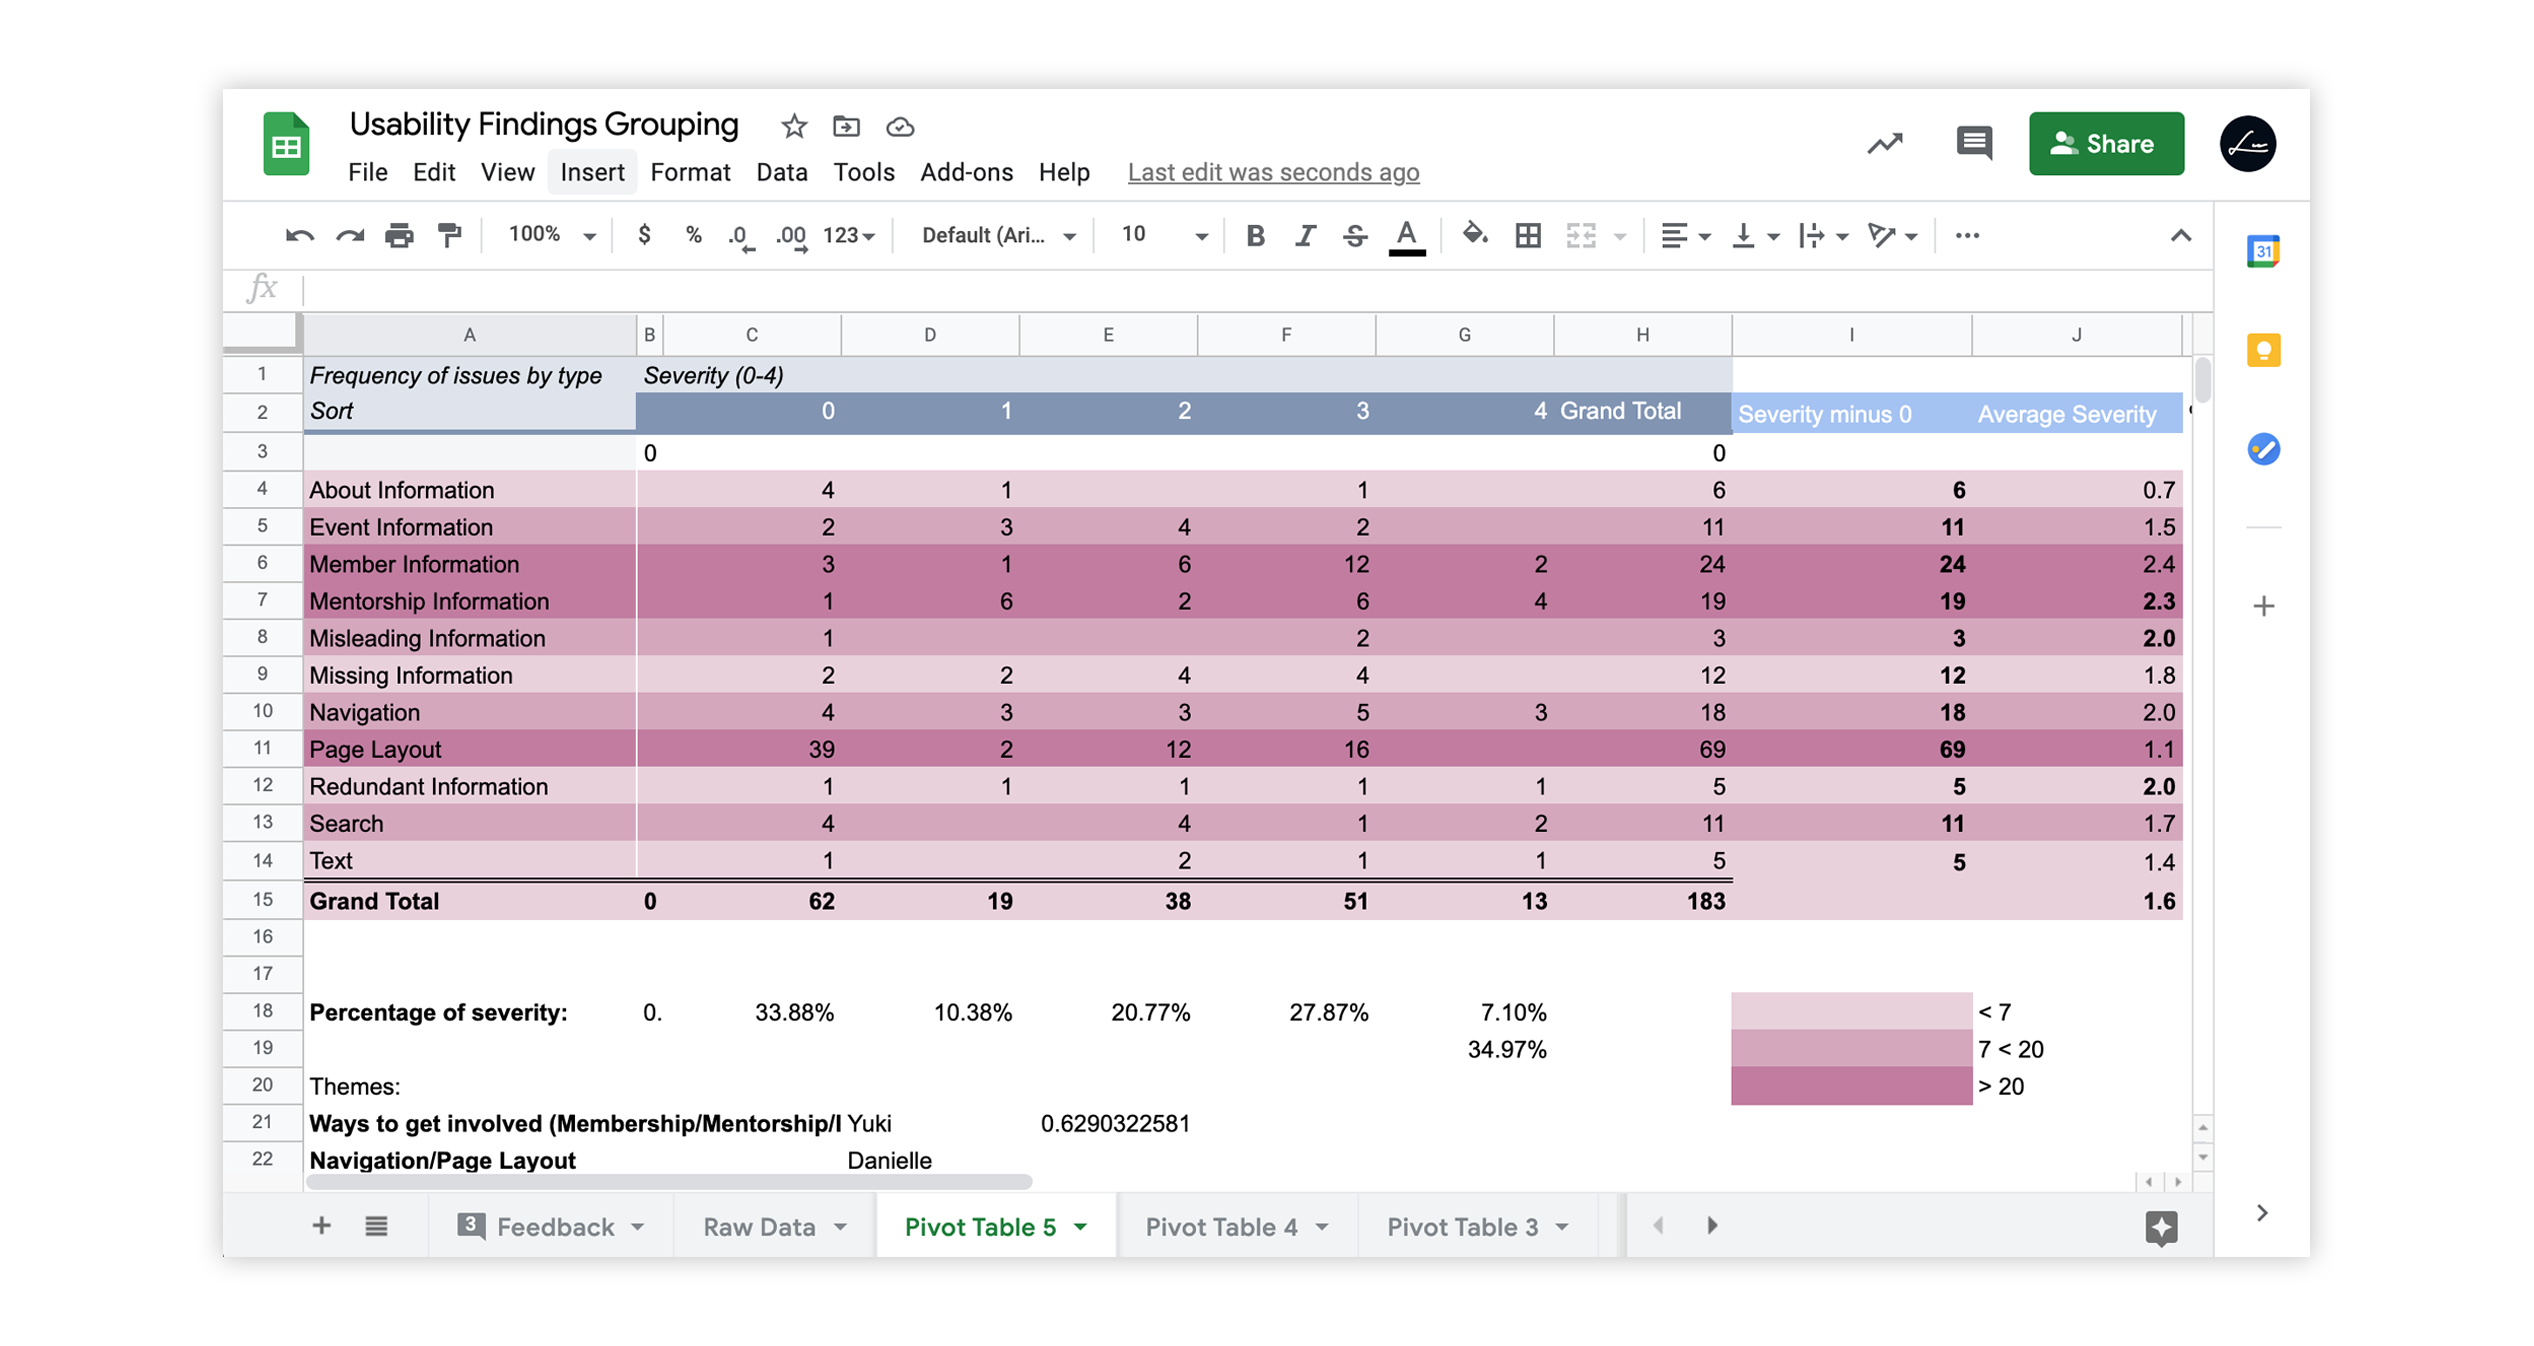 Usability Findings Grouping
File Edit View Insert Format Data Tools Add-ons Help Last edit was seconds ago
Share
100% $ % .0 .00 123 Default (Ari... 10 B I S A
31
fx
A B C D E F G H I J
1 Frequency of issues by type Severity (0-4)
2 Sort 0 1 2 3 4 Grand Total Severity minus 0 Average Severity
3 0 0
4 About Information 4 1 1 6 6 0.7
5 Event Information 2 3 4 2 11 11 1.5
6 Member Information 3 1 6 12 2 24 24 2.4
7 Mentorship Information 1 6 2 6 4 19 19 2.3
8 Misleading Information 1 2 3 3 2.0
9 Missing Information 2 2 4 4 12 12 1.8
10 Navigation 4 3 3 5 3 18 18 2.0
11 Page Layout 39 2 12 16 69 69 1.1
12 Redundant Information 1 1 1 1 1 5 5 2.0
13 Search 4 4 1 2 11 11 1.7
14 Text 1 2 1 1 5 5 1.4
15 Grand Total 0 62 19 38 51 13 183 1.6
16
17
18 Percentage of severity: 0. 33.88% 10.38% 20.77% 27.87% 7.10% < 7
19 34.97% 7 < 20
20 Themes: > 20
21 Ways to get involved (Membership/Mentorship/I Yuki 0.6290322581
22 Navigation/Page Layout Danielle
3 Feedback Raw Data Pivot Table 5 Pivot Table 4 Pivot Table 3